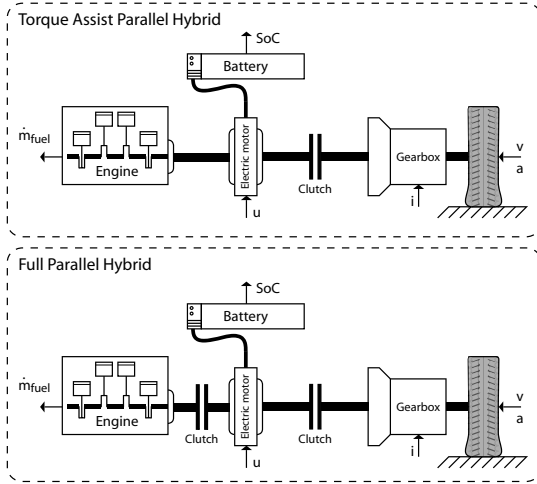 Torque Assist Parallel Hybrid
SoC
Battery
ṁfuel
Engine
Electric motor
Clutch
Gearbox
v
a
u
i
Full Parallel Hybrid
SoC
Battery
ṁfuel
Engine
Clutch
Electric motor
Clutch
Gearbox
v
a
u
i